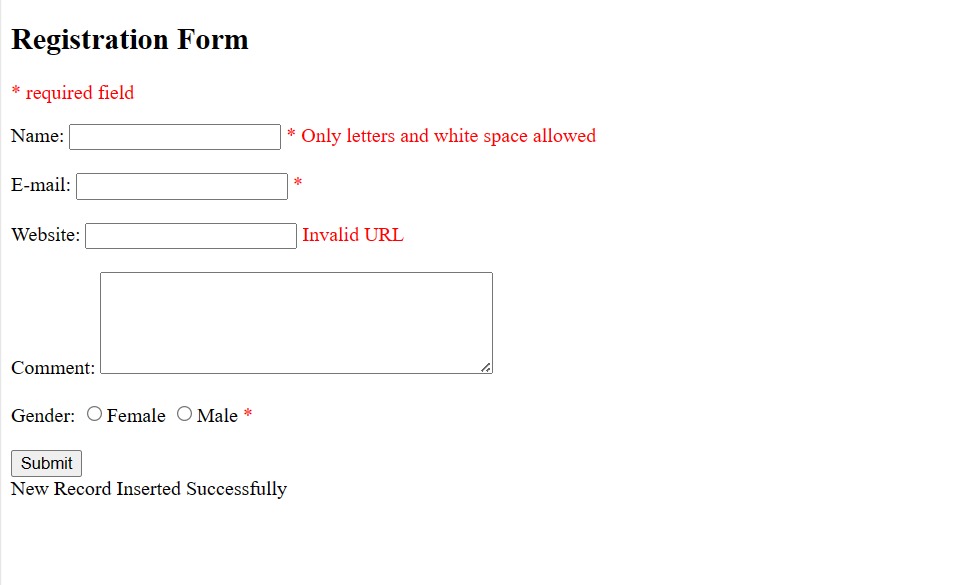 Registration Form
* required field
Name: * Only letters and white space allowed
E-mail: *
Website: Invalid URL
Comment:
Gender: Female Male *
Submit
New Record Inserted Successfully